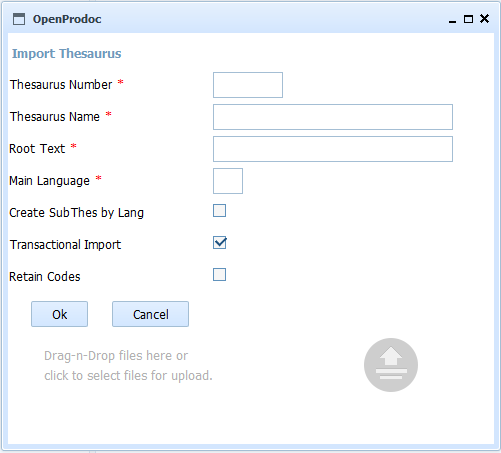 OpenProdoc
Import Thesaurus
Thesaurus Number *
Thesaurus Name *
Root Text *
Main Language *
Create SubThes by Lang
Transactional Import
Retain Codes
Ok Cancel
Drag-n-Drop files here or
click to select files for upload.